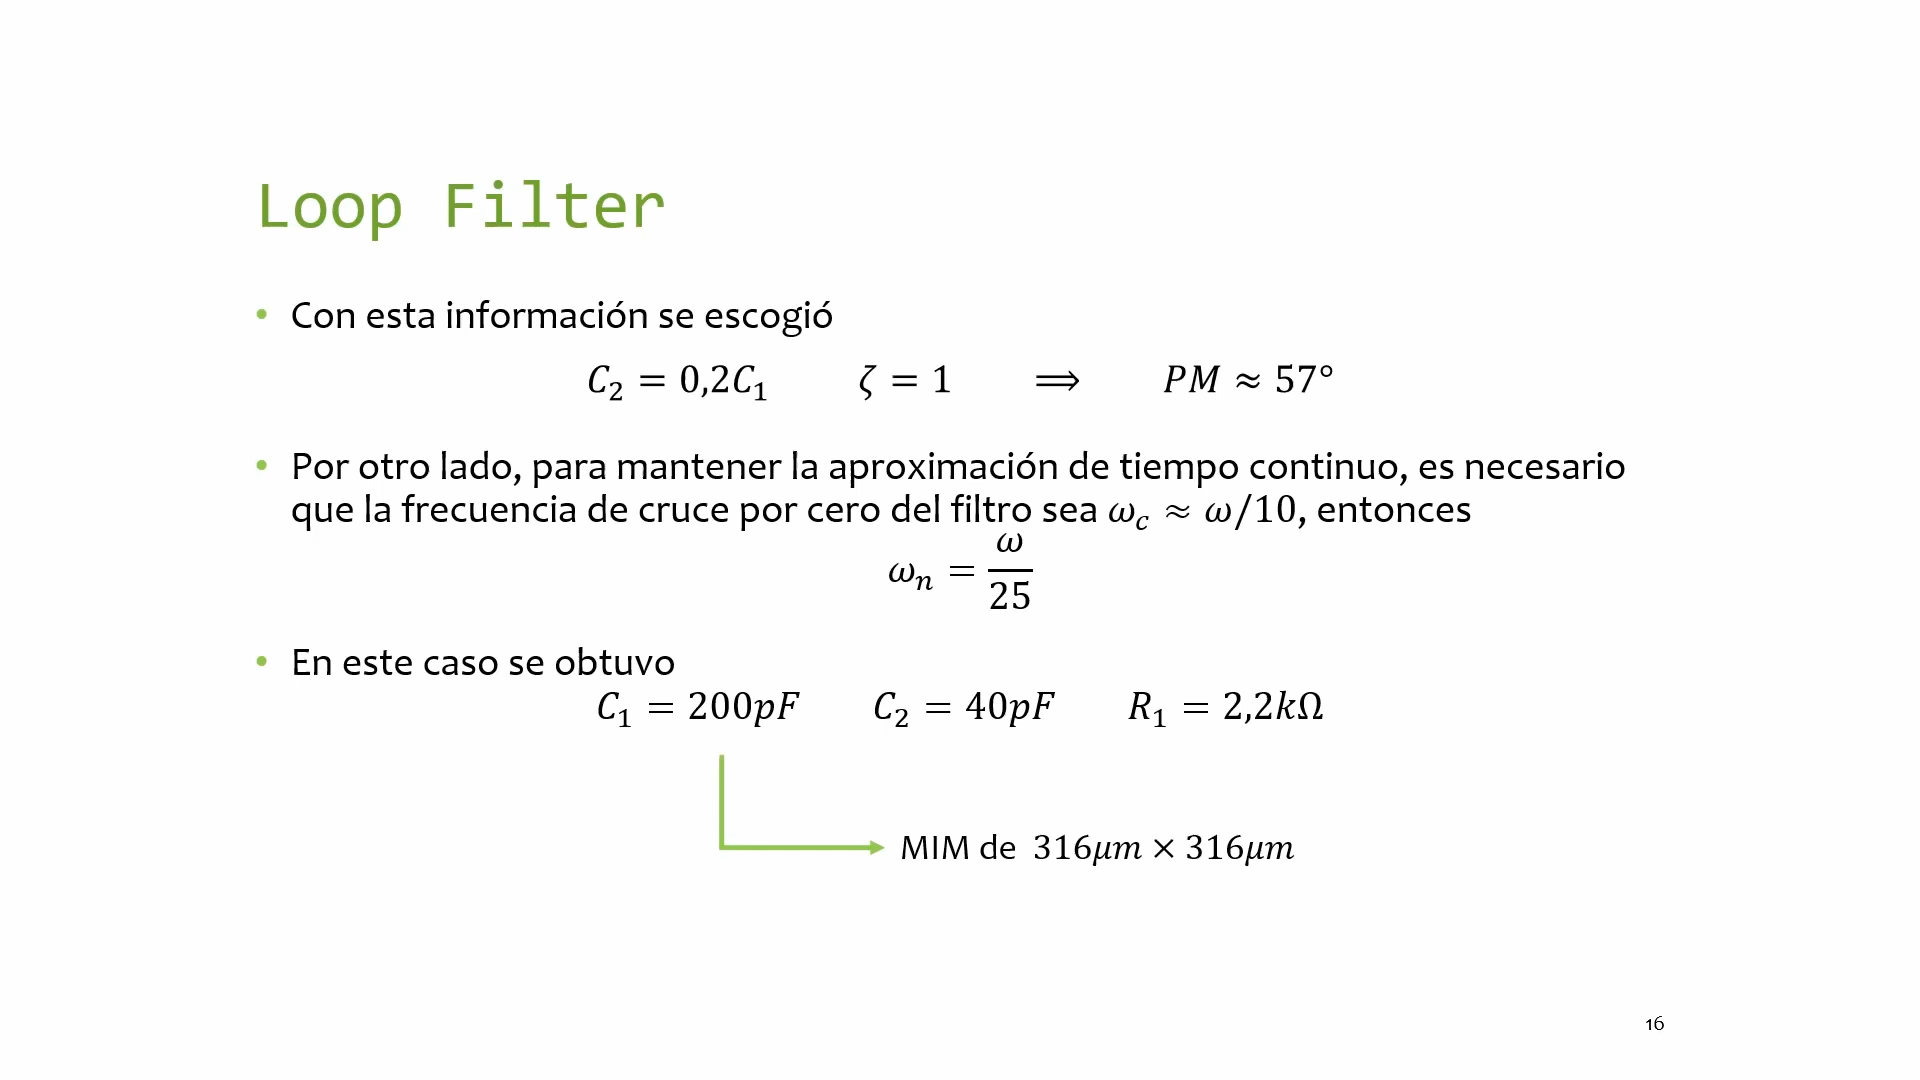 Loop Filter
• Con esta información se escogió
C₂ = 0,2C₁ ζ = 1 ⟹ PM ≈ 57°
• Por otro lado, para mantener la aproximación de tiempo continuo, es necesario
que la frecuencia de cruce por cero del filtro sea ω𝑐 ≈ ω/10, entonces
ωₙ = ω/25
• En este caso se obtuvo
C₁ = 200pF C₂ = 40pF R₁ = 2,2kΩ
MIM de 316μm × 316μm
16